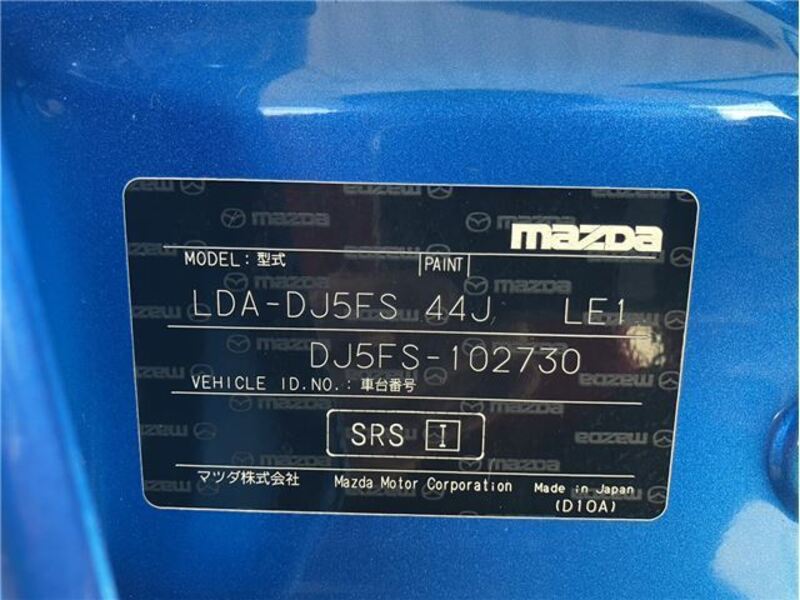 mazda
MODEL: 型式 PAINT
LDA-DJ5FS 44J LE1
DJ5FS-102730
VEHICLE ID.NO.: 車台番号
SRS I
マツダ株式会社 Mazda Motor Corporation Made in Japan
(D10A)